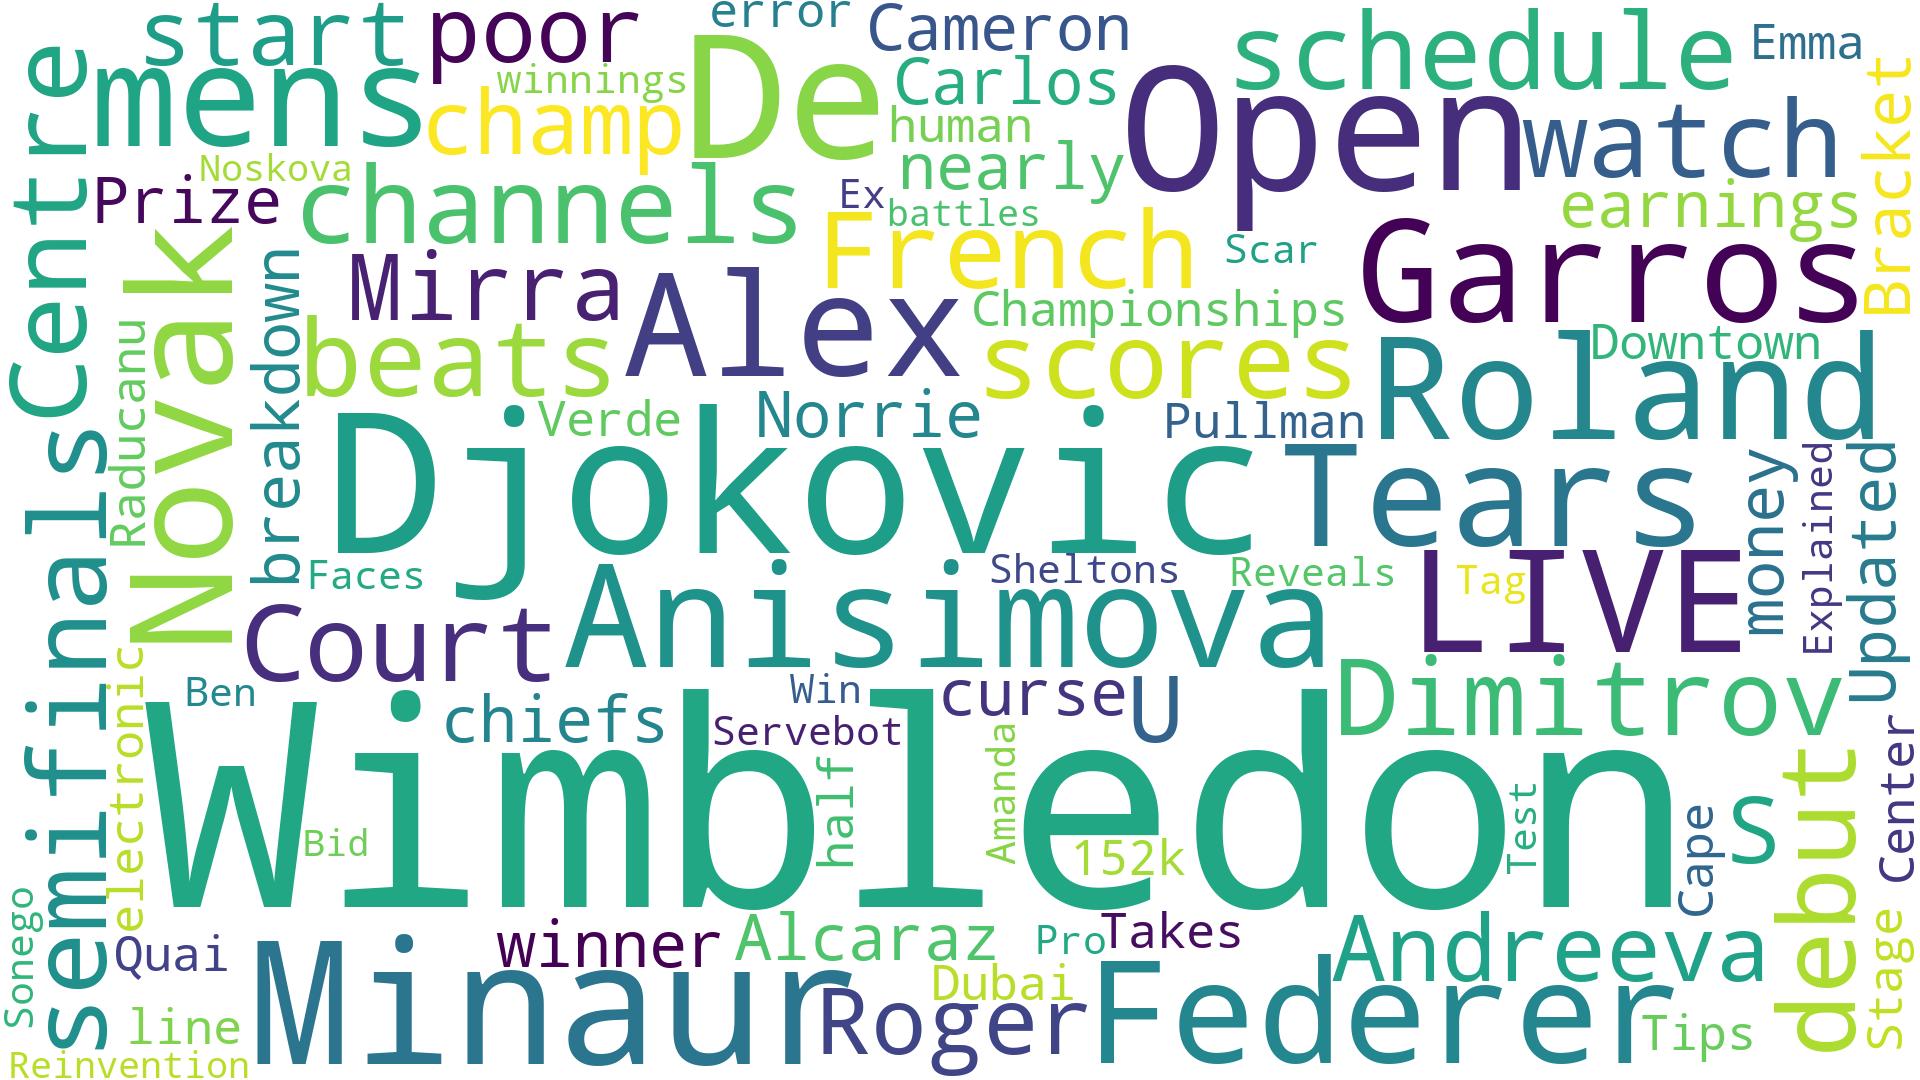 start
poor
error
Cameron
schedule
Emma
mens
winnings
champ
De
Carlos
human
Open
watch
Bracket
Centre
Noskova
Prize
channels
nearly
Ex
battles
earnings
French
Scar
Garros
Novak
Mirra
Alex
Championships
breakdown
beats
scores
Downtown
Roland
Raducanu
Djokovic
Verde
Norrie
Pullman
Tears
money
Explained
Updated
semifinals
Faces
Sheltons
Reveals
Tag
LIVE
Court
Anisimova
Dimitrov
electronic
Ben
chiefs
Win
Servebot
curse
U
Wimbledon
Bid
half
Amanda
152k
Test
Cape
S
debut
Center
Sonego
Quai
winner
Alcaraz
Pro
Takes
Andreeva
Stage
line
Minaur
Dubai
Roger
Federer
Tips
Reinvention